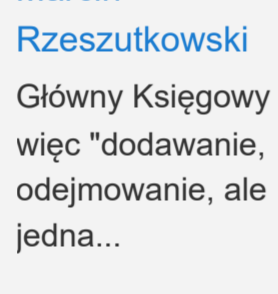 Rzeszutkowski
Główny Księgowy
więc "dodawanie,
odejmowanie, ale
jedna...